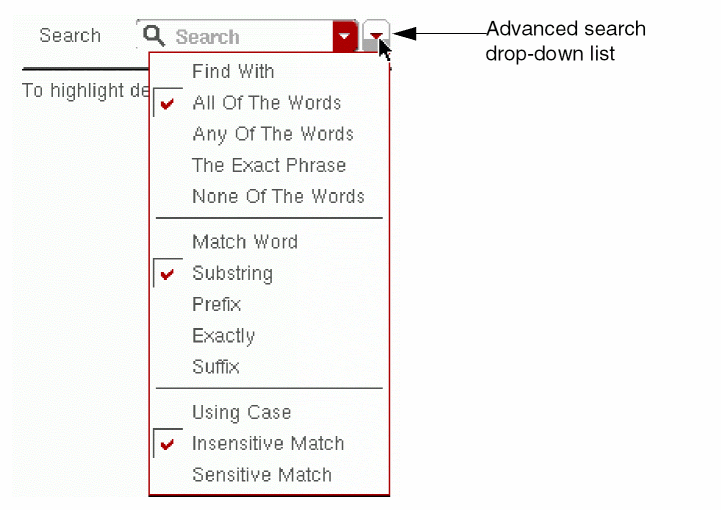 Search
Search
Advanced search
drop-down list
Find With
To highlight de
All Of The Words
Any Of The Words
The Exact Phrase
None Of The Words
Match Word
Substring
Prefix
Exactly
Suffix
Using Case
Insensitive Match
Sensitive Match